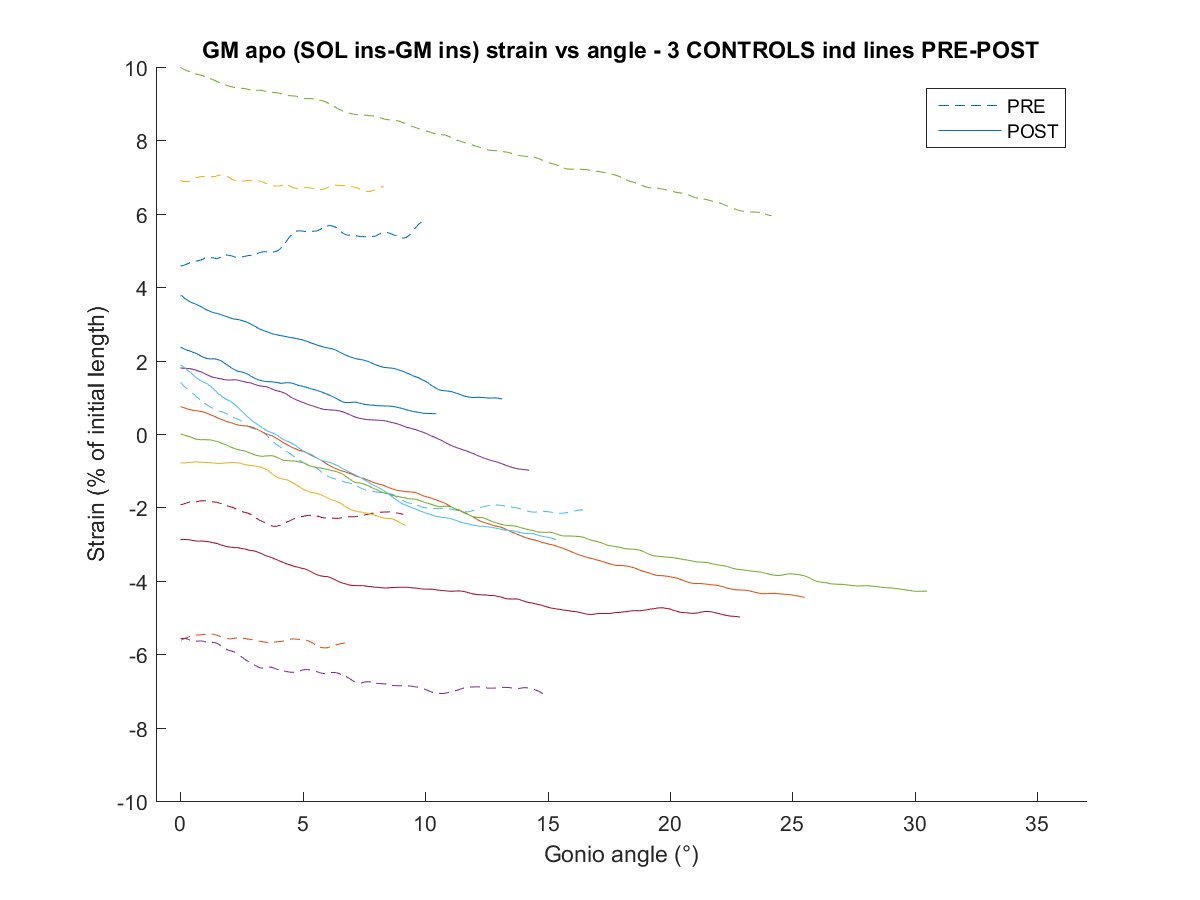 GM apo (SOL ins-GM ins) strain vs angle - 3 CONTROLS ind lines PRE-POST
PRE
POST
10
8
6
4
2
0
-2
-4
-6
-8
-10
Strain (% of initial length)
0 5 10 15 20 25 30 35
Gonio angle (°)